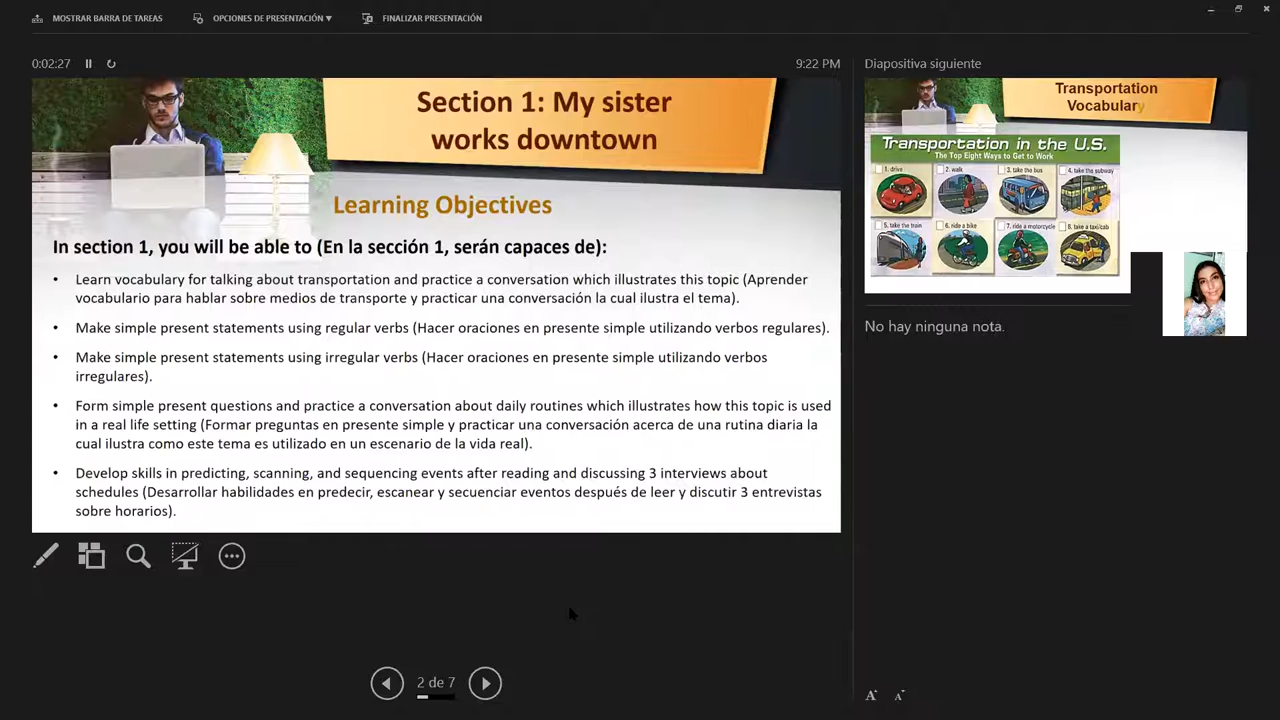 MOSTRAR BARRA DE TAREAS
OPCIONES DE PRESENTACIÓN ▼
FINALIZAR PRESENTACIÓN
0:02:27
9:22 PM
Section 1: My sister
works downtown
Learning Objectives
In section 1, you will be able to (En la sección 1, serán capaces de):
• Learn vocabulary for talking about transportation and practice a conversation which illustrates this topic (Aprender
vocabulario para hablar sobre medios de transporte y practicar una conversación la cual ilustra el tema).
• Make simple present statements using regular verbs (Hacer oraciones en presente simple utilizando verbos regulares).
• Make simple present statements using irregular verbs (Hacer oraciones en presente simple utilizando verbos
irregulares).
• Form simple present questions and practice a conversation about daily routines which illustrates how this topic is used
in a real life setting (Formar preguntas en presente simple y practicar una conversación acerca de una rutina diaria la
cual ilustra como este tema es utilizado en un escenario de la vida real).
• Develop skills in predicting, scanning, and sequencing events after reading and discussing 3 interviews about
schedules (Desarrollar habilidades en predecir, escanear y secuenciar eventos después de leer y discutir 3 entrevistas
sobre horarios).
2 de 7
Diapositiva siguiente
Transportation
Vocabulary
Transportation in the U.S.
The Top Eight Ways to Get to Work
1. drive
2. walk
3. take the bus
4. take the subway
5. take the train
6. ride a bike
7. ride a motorcycle
8. take a taxi/cab
No hay ninguna nota.
A A